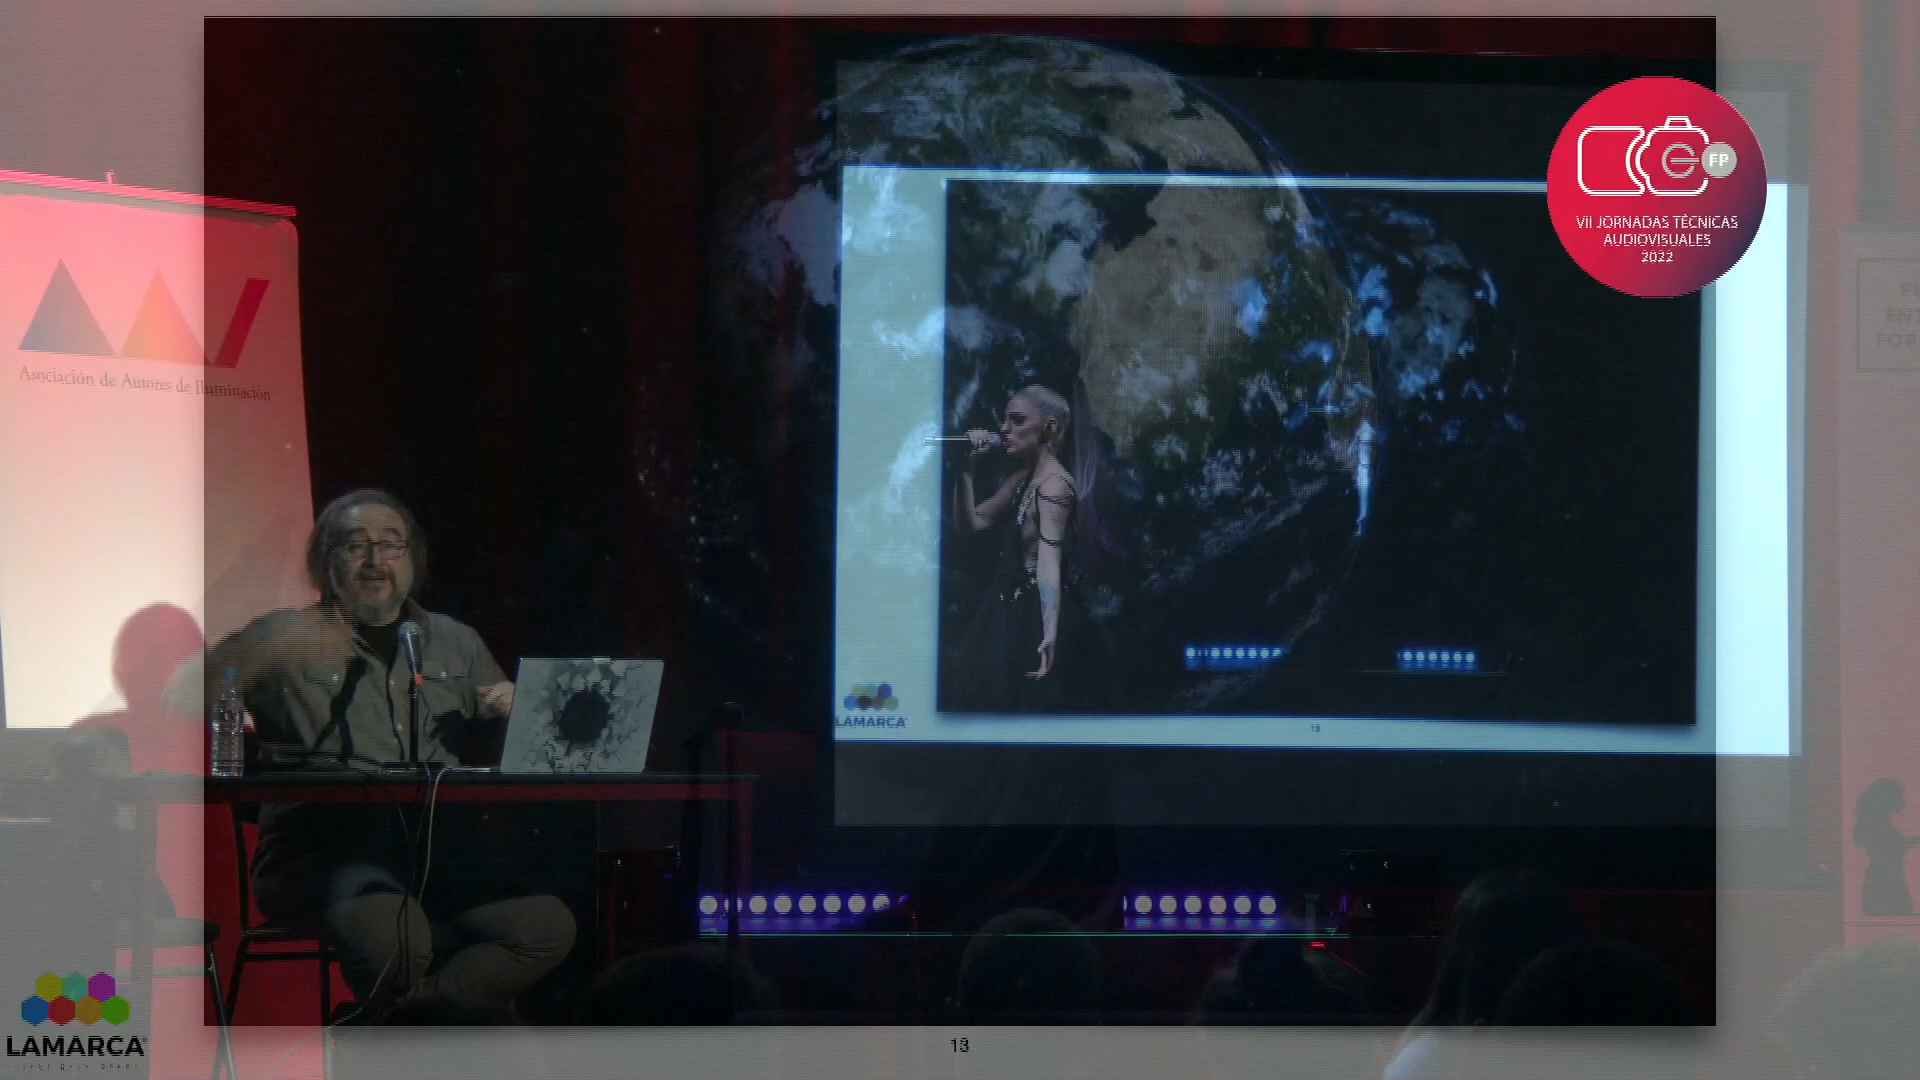 FP
VII JORNADAS TÉCNICAS
AUDIOVISUALES
2022
Asociación de Autores de Iluminación
LAMARCA
13
LAMARCA
13